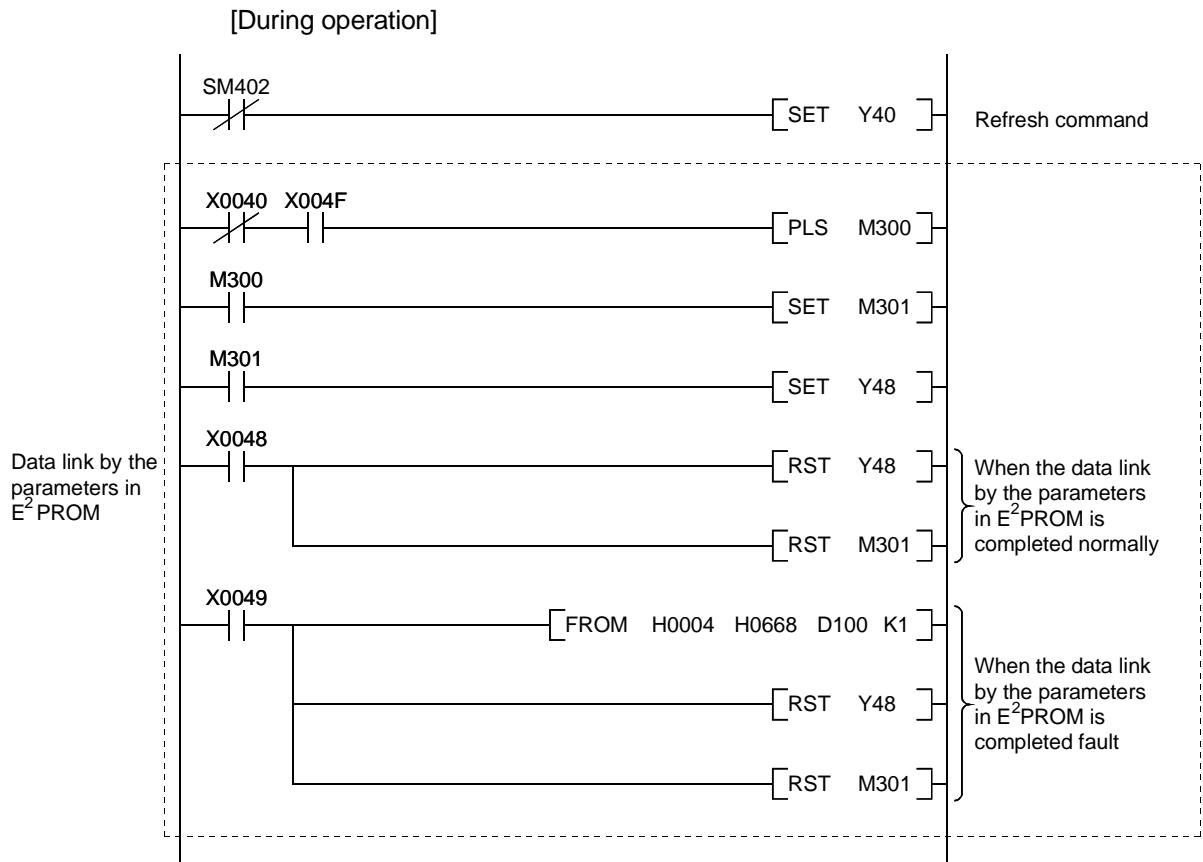 [During operation]
SM402
SET Y40
Refresh command
X0040 X004F
PLS M300
M300
SET M301
M301
SET Y48
Data link by the
parameters in
E2 PROM
X0048
RST Y48
RST M301
When the data link
by the parameters
in E2PROM is
completed normally
X0049
FROM H0004 H0668 D100 K1
RST Y48
RST M301
When the data link
by the parameters
in E2PROM is
completed fault